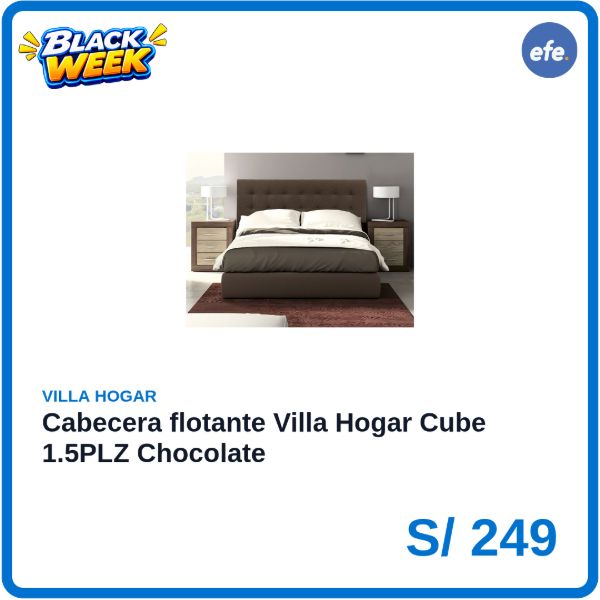 BLACK
WEEK
efe.
VILLA HOGAR
Cabecera flotante Villa Hogar Cube
1.5PLZ Chocolate
S/ 249